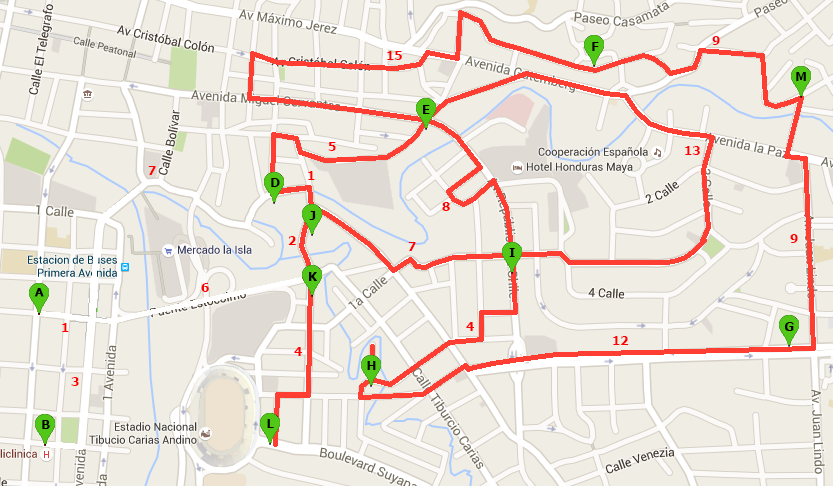 Paseo Casamata
Paseo
Av Máximo Jerez
Calle El Telegrafo
Av Cristóbal Colón
Calle Peatonal
15
F
9
Av Cristóbal Colón
Avenida Gutemberg
M
Avenida Miguel Cervantes
E
Calle Bolívar
5
Cooperación Española
13
Avenida la Paz
Hotel Honduras Maya
7
1
D
2 Calle
8
1 Calle
J
2
7
9
Mercado la Isla
I
Estacion de Buses
Primera Avenida
K
1a Calle
6
A
4 Calle
Puente Estocolmo
1
4
G
12
4
H
3
1 Avenida
Calle Tiburcio Carias
Av. Juan Lindo
B
L
Estadio Nacional
Tibucio Carias Andino
liclinica
H
Boulevard Suyapa
Calle Venezia